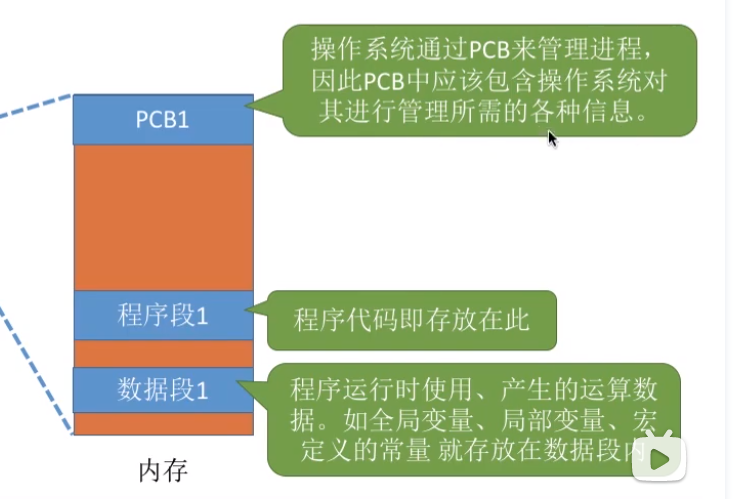 操作系统通过PCB来管理进程，
因此PCB中应该包含操作系统对
其进行管理所需的各种信息。
PCB1
程序段1
程序代码即存放在此
数据段1
程序运行时使用、产生的运算数
据。如全局变量、局部变量、宏
定义的常量 就存放在数据段内
内存